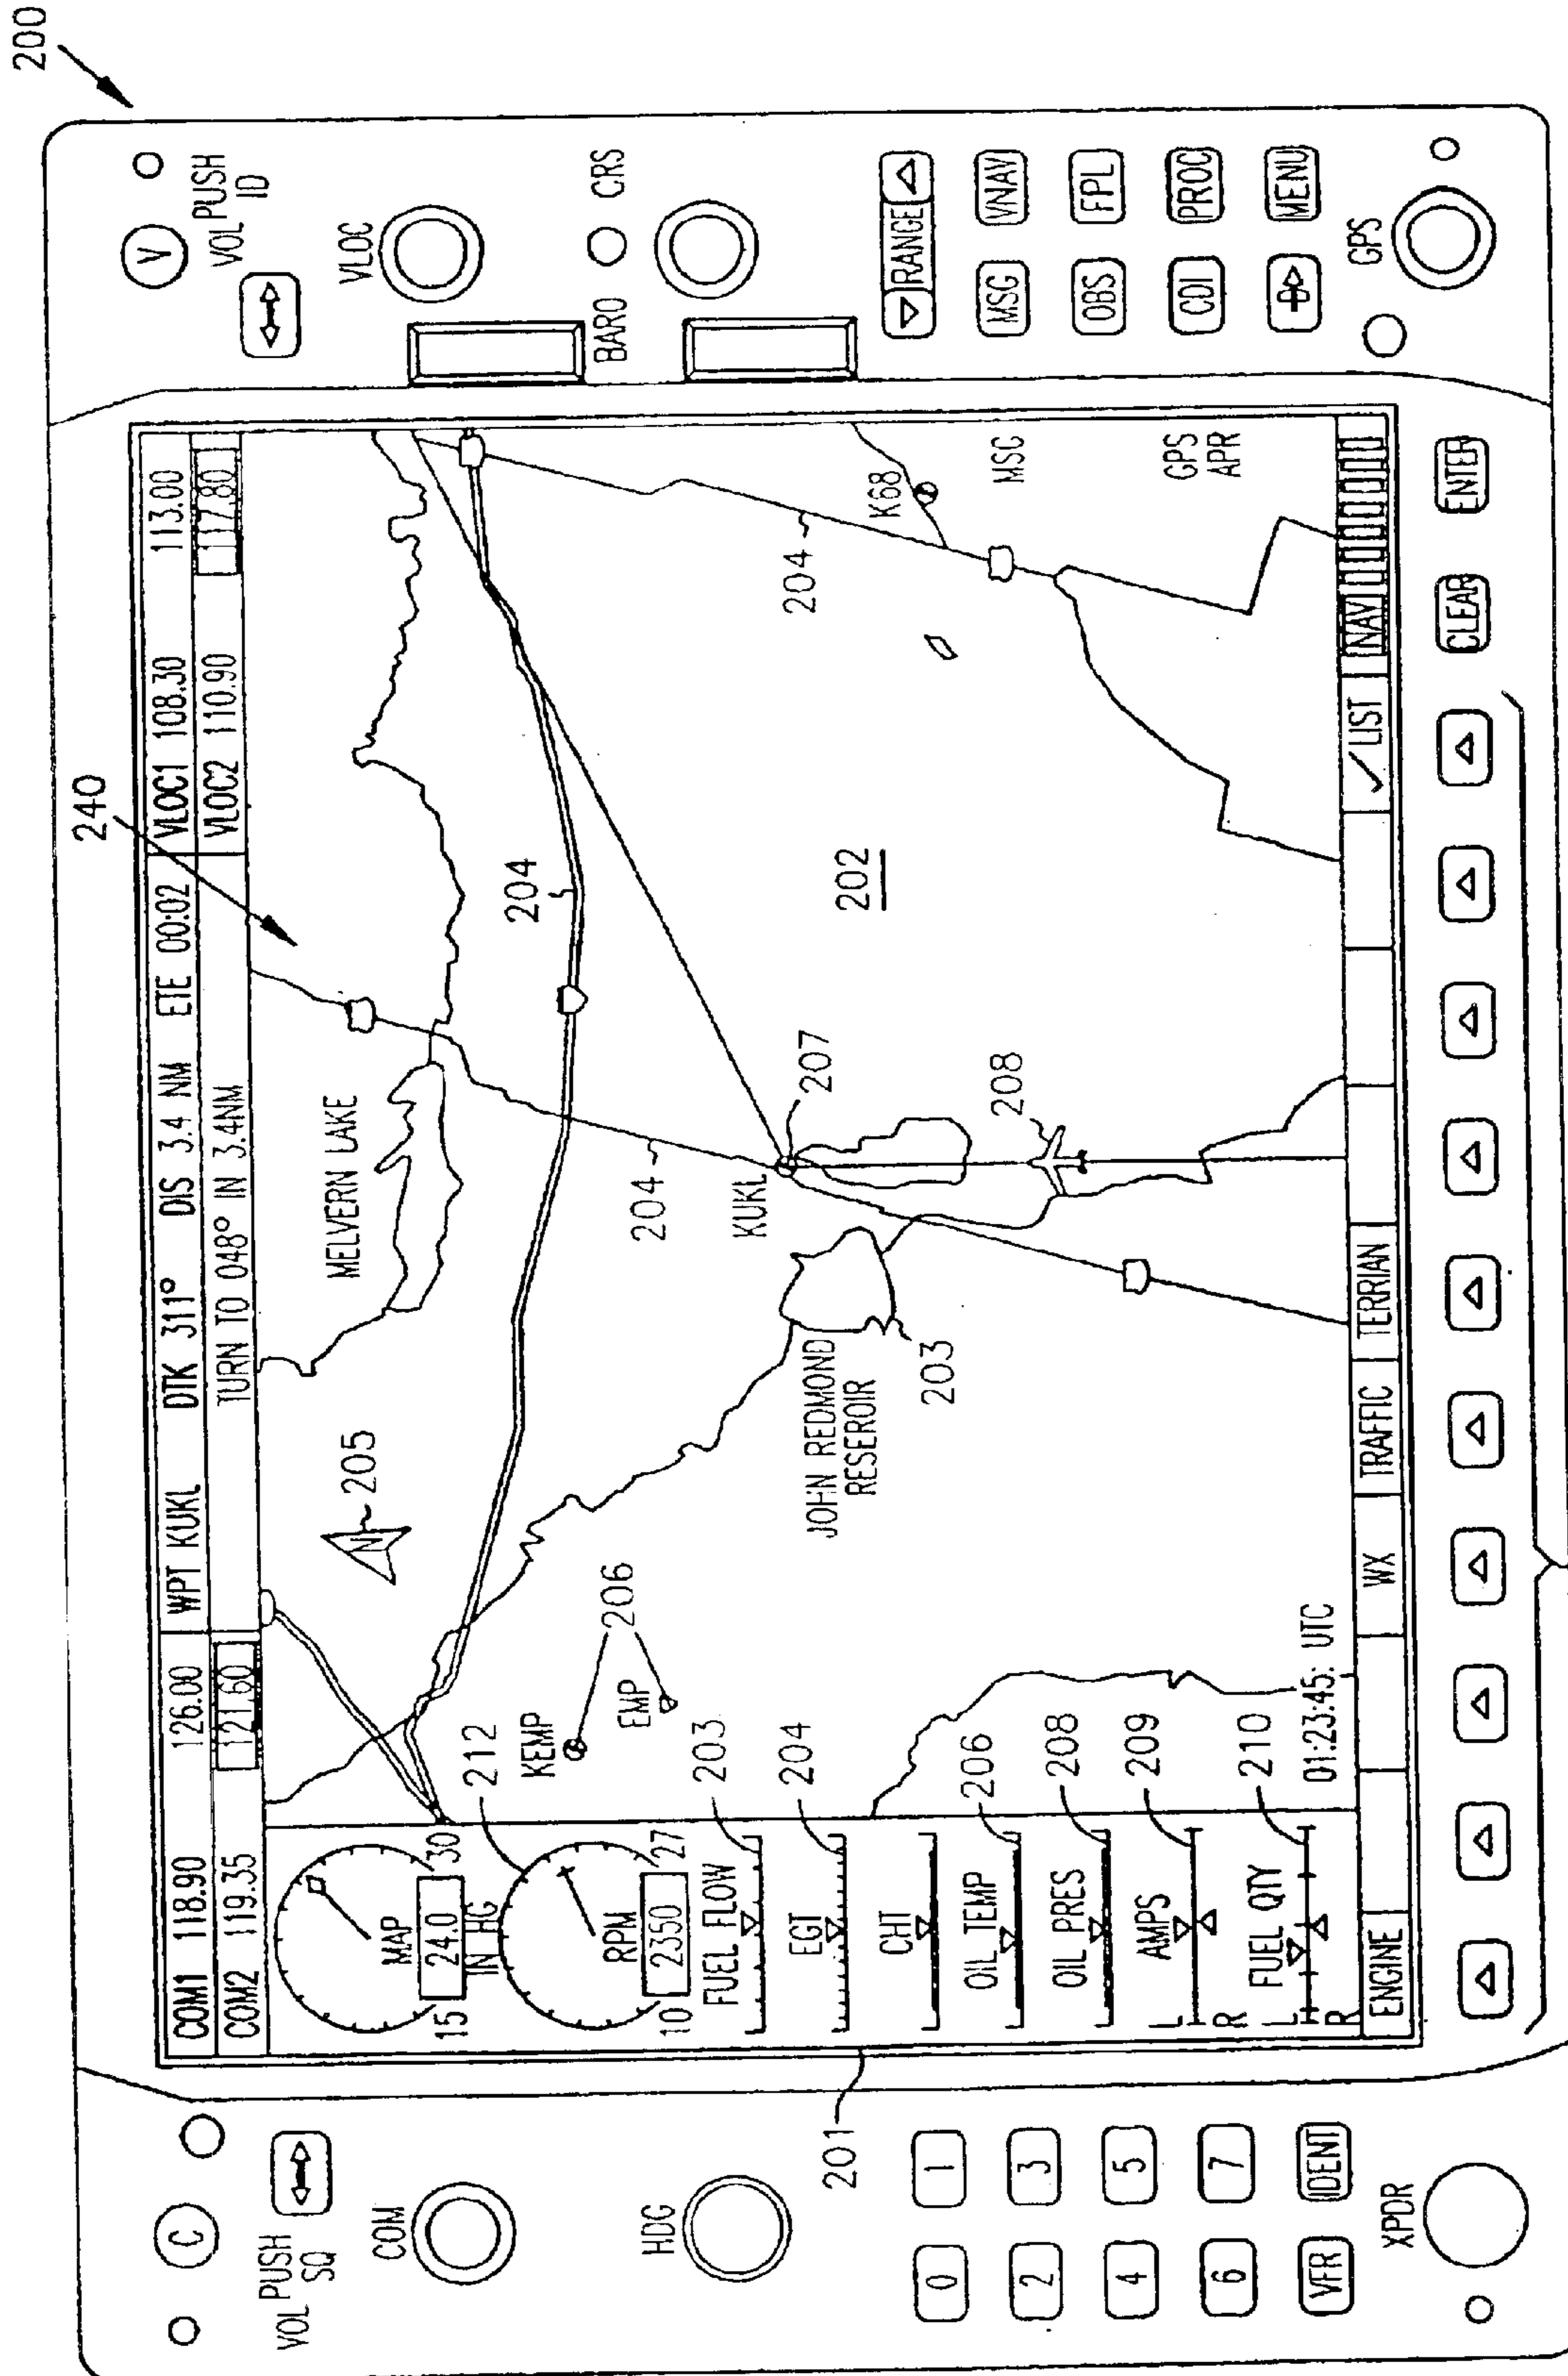 200
240
C
VOL PUSH
SQ
COM
HDG
0 1
2 3
4 5
6 7
VFR IDENT
XPDR
201
COM1 118.90 126.00 WPT KUKL DTK 311° DIS 3.4 NM ETE 00:02 VLOC1 108.30 113.00
COM2 119.35 121.60 TURN TO 048° IN 3.4NM VLOC2 110.90 117.80
MAP
24.0
15 30
IN HG
212
RPM
2350
10 27
FUEL FLOW
203
EGT
204
CHT
OIL TEMP
206
OIL PRES
208
AMPS
209
L
R
FUEL QTY
210
L
R
N
205
MELVERN LAKE
204
204
KEMP
206
EMP
KUKL
207
JOHN REDMOND
RESEROIR
203
208
202
204
K68
MSG
GPS
APR
01:23:45: UTC
ENGINE WX TRAFFIC TERRIAN ✓LIST NAV
CLEAR ENTER
V
VOL PUSH
ID
VLOC
BARO CRS
RANGE
MSG VNAV
OBS FPL
CDI PROC
D MENU
GPS